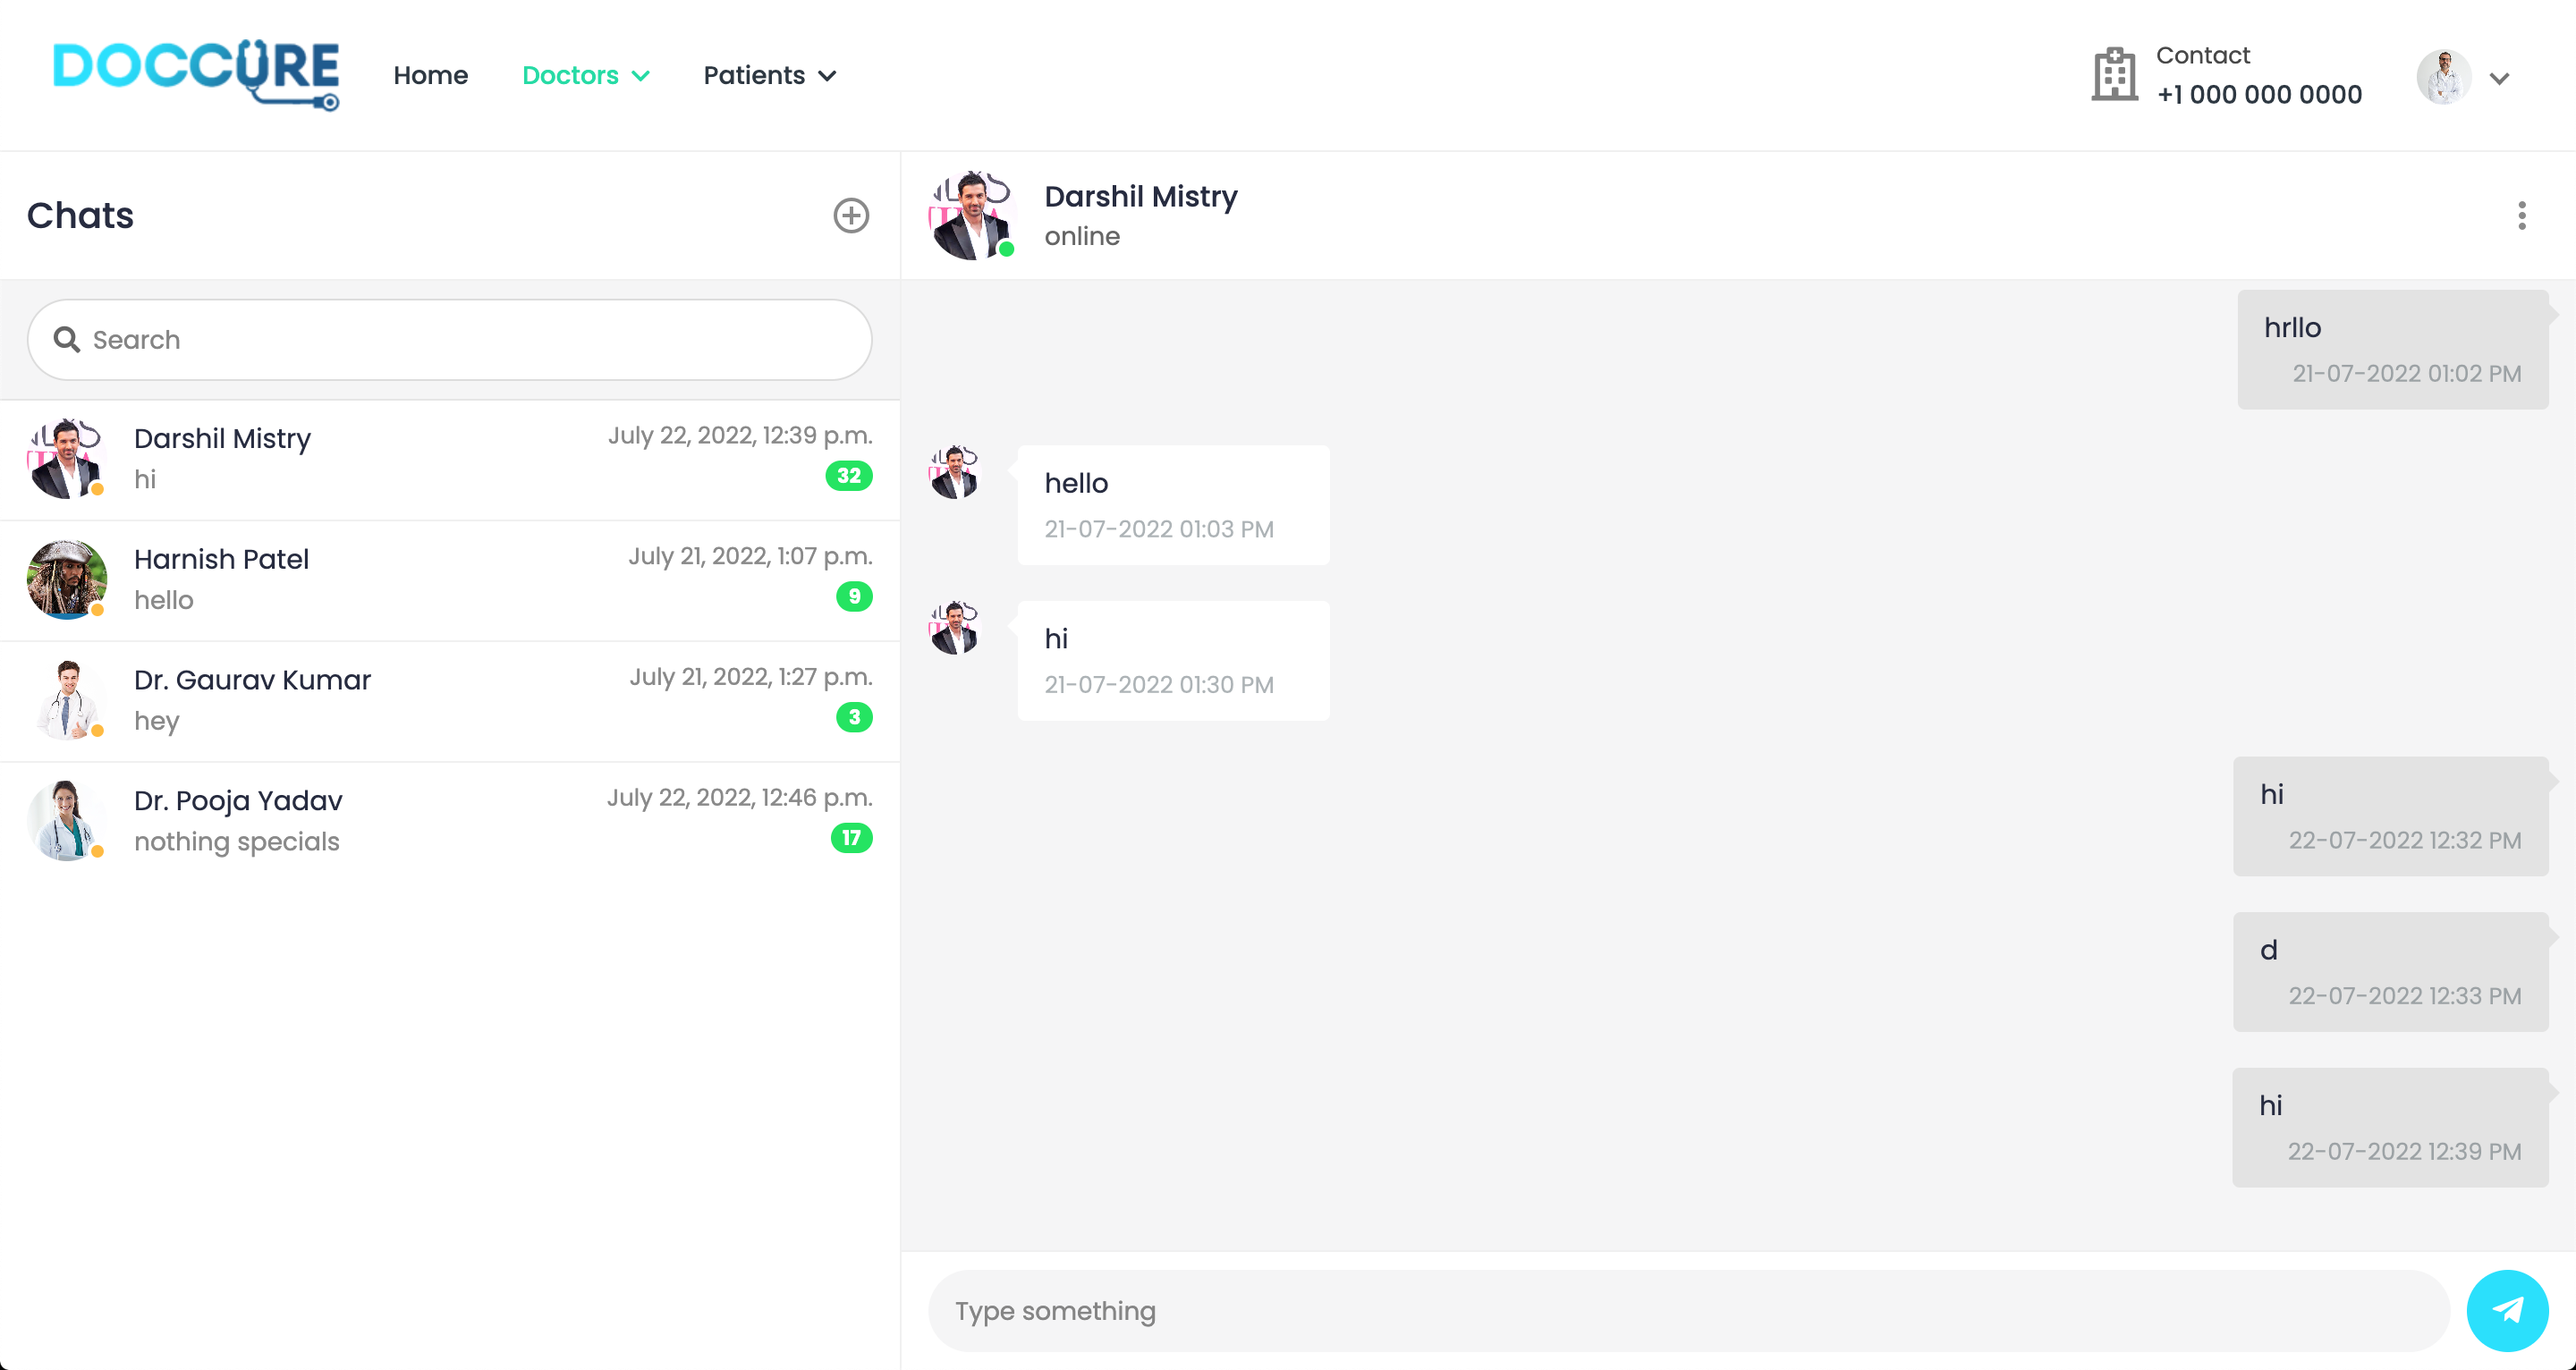 DOCCURE
Home
Doctors
Patients
Contact
+1 000 000 0000
Chats
Search
Darshil Mistry
July 22, 2022, 12:39 p.m.
hi
32
Harnish Patel
July 21, 2022, 1:07 p.m.
hello
9
Dr. Gaurav Kumar
July 21, 2022, 1:27 p.m.
hey
3
Dr. Pooja Yadav
July 22, 2022, 12:46 p.m.
nothing specials
17
Darshil Mistry
online
hrllo
21-07-2022 01:02 PM
hello
21-07-2022 01:03 PM
hi
21-07-2022 01:30 PM
hi
22-07-2022 12:32 PM
d
22-07-2022 12:33 PM
hi
22-07-2022 12:39 PM
Type something